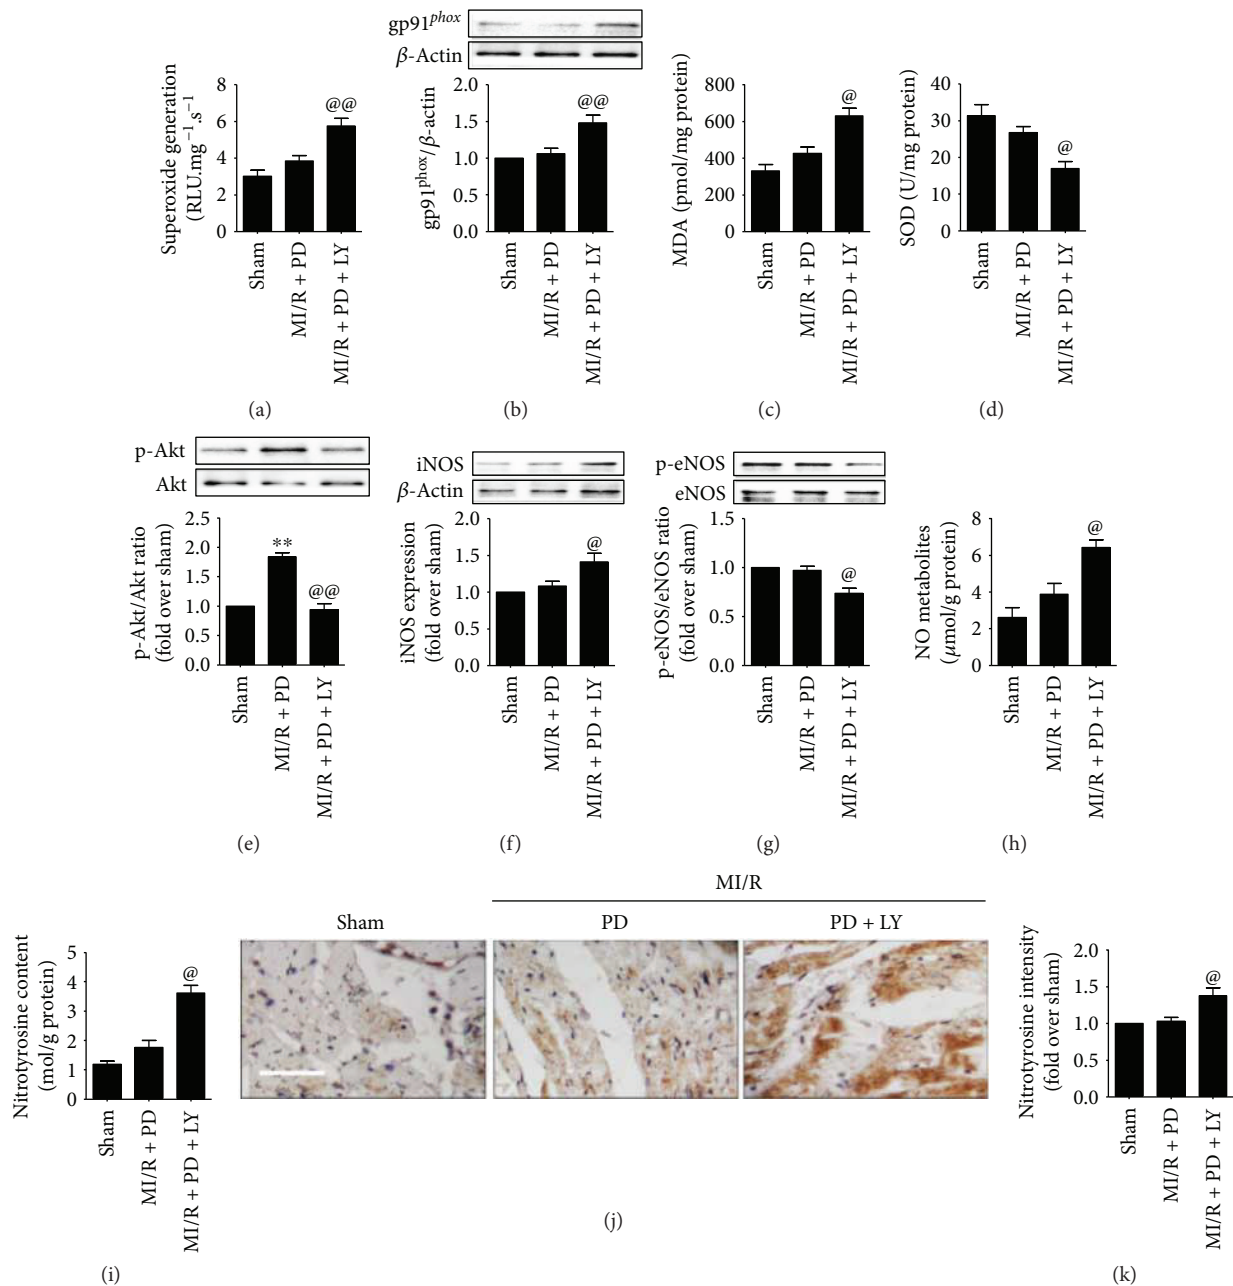 gp91phox
β-Actin
Superoxide generation
(RLU.mg−1.s−1)
8
6
4
2
0
@@
Sham
MI/R + PD
MI/R + PD + LY
(a)
gp91phox/β-actin
2.0
1.5
1.0
0.5
0.0
@@
Sham
MI/R + PD
MI/R + PD + LY
(b)
MDA (pmol/mg protein)
800
600
400
200
0
@
Sham
MI/R + PD
MI/R + PD + LY
(c)
SOD (U/mg protein)
40
30
20
10
0
@
Sham
MI/R + PD
MI/R + PD + LY
(d)
p-Akt
Akt
p-Akt/Akt ratio
(fold over sham)
2.5
2.0
1.5
1.0
0.5
0.0
**
@@
Sham
MI/R + PD
MI/R + PD + LY
(e)
iNOS
β-Actin
iNOS expression
(fold over sham)
2.0
1.5
1.0
0.5
0.0
@
Sham
MI/R + PD
MI/R + PD + LY
(f)
p-eNOS
eNOS
p-eNOS/eNOS ratio
(fold over sham)
1.5
1.0
0.5
0.0
@
Sham
MI/R + PD
MI/R + PD + LY
(g)
NO metabolites
(μmol/g protein)
8
6
4
2
0
@
Sham
MI/R + PD
MI/R + PD + LY
(h)
Nitrotyrosine content
(mol/g protein)
5
4
3
2
1
0
@
Sham
MI/R + PD
MI/R + PD + LY
(i)
MI/R
Sham
PD
PD + LY
(j)
Nitrotyrosine intensity
(fold over sham)
2.0
1.5
1.0
0.5
0.0
@
Sham
MI/R + PD
MI/R + PD + LY
(k)